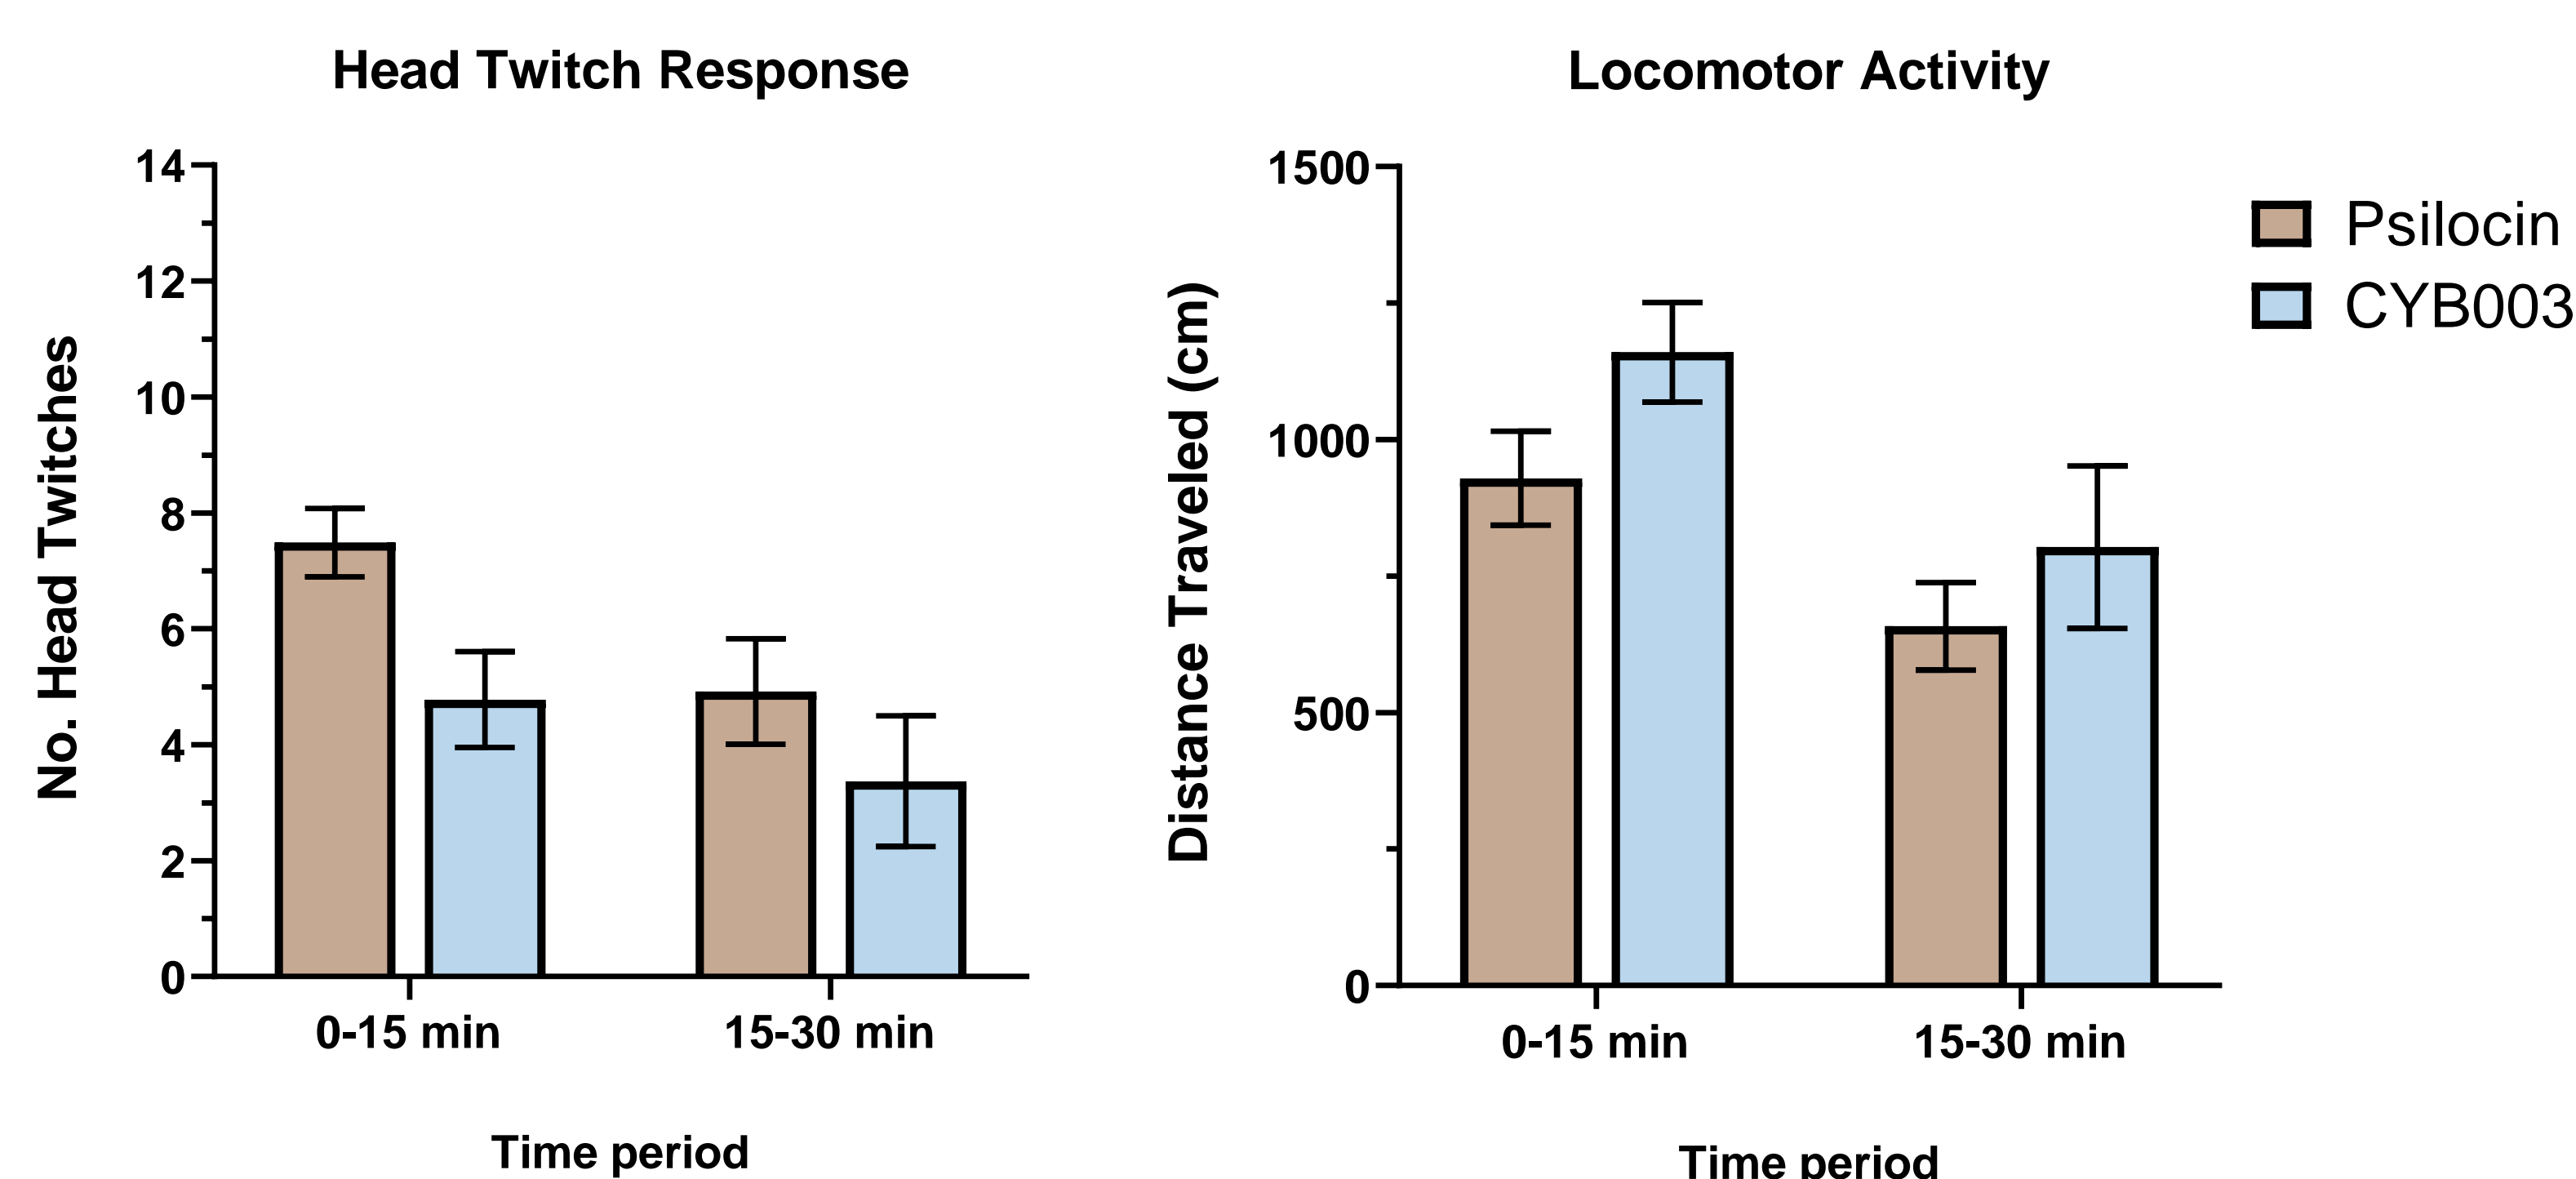 Head Twitch Response
No. Head Twitches
14
12
10
8
6
4
2
0
0-15 min
15-30 min
Time period
Locomotor Activity
Distance Traveled (cm)
1500
1000
500
0
0-15 min
15-30 min
Time period
Psilocin
CYB003